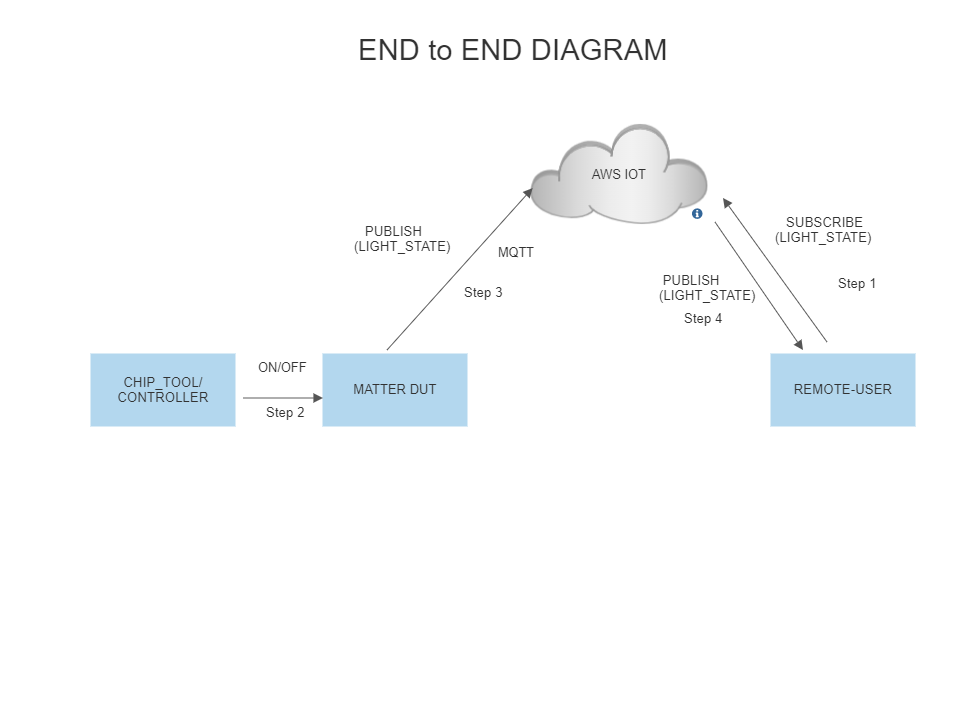 END to END DIAGRAM
AWS IOT
PUBLISH
(LIGHT_STATE)
MQTT
Step 3
SUBSCRIBE
(LIGHT_STATE)
Step 1
PUBLISH
(LIGHT_STATE)
Step 4
CHIP_TOOL/
CONTROLLER
ON/OFF
Step 2
MATTER DUT
REMOTE-USER